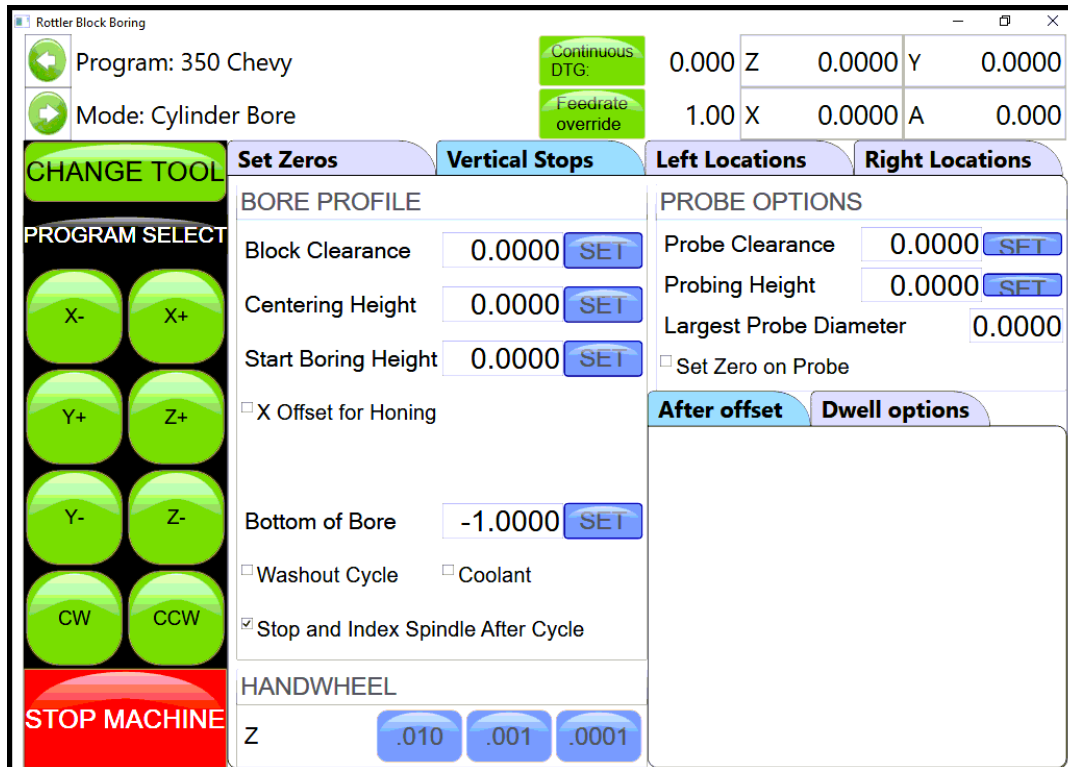 Rottler Block Boring
Program: 350 Chevy
Continuous DTG:
0.000 Z 0.0000 Y 0.0000
Mode: Cylinder Bore
Feedrate override
1.00 X 0.0000 A 0.000
CHANGE TOOL
PROGRAM SELECT
X- X+
Y+ Z+
Y- Z-
CW CCW
STOP MACHINE
Set Zeros Vertical Stops Left Locations Right Locations
BORE PROFILE
Block Clearance 0.0000 SET
Centering Height 0.0000 SET
Start Boring Height 0.0000 SET
X Offset for Honing
Bottom of Bore -1.0000 SET
Washout Cycle Coolant
Stop and Index Spindle After Cycle
HANDWHEEL
Z .010 .001 .0001
PROBE OPTIONS
Probe Clearance 0.0000 SET
Probing Height 0.0000 SET
Largest Probe Diameter 0.0000
Set Zero on Probe
After offset Dwell options